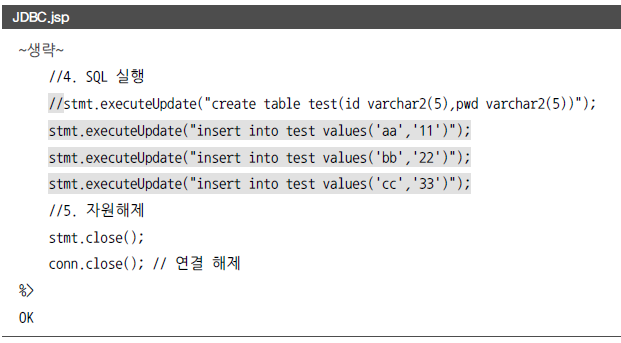 JDBC.jsp
~생략~
//4. SQL 실행
//stmt.executeUpdate("create table test(id varchar2(5),pwd varchar2(5))");
stmt.executeUpdate("insert into test values('aa','11')");
stmt.executeUpdate("insert into test values('bb','22')");
stmt.executeUpdate("insert into test values('cc','33')");
//5. 자원해제
stmt.close();
conn.close(); // 연결 해제
%>
OK